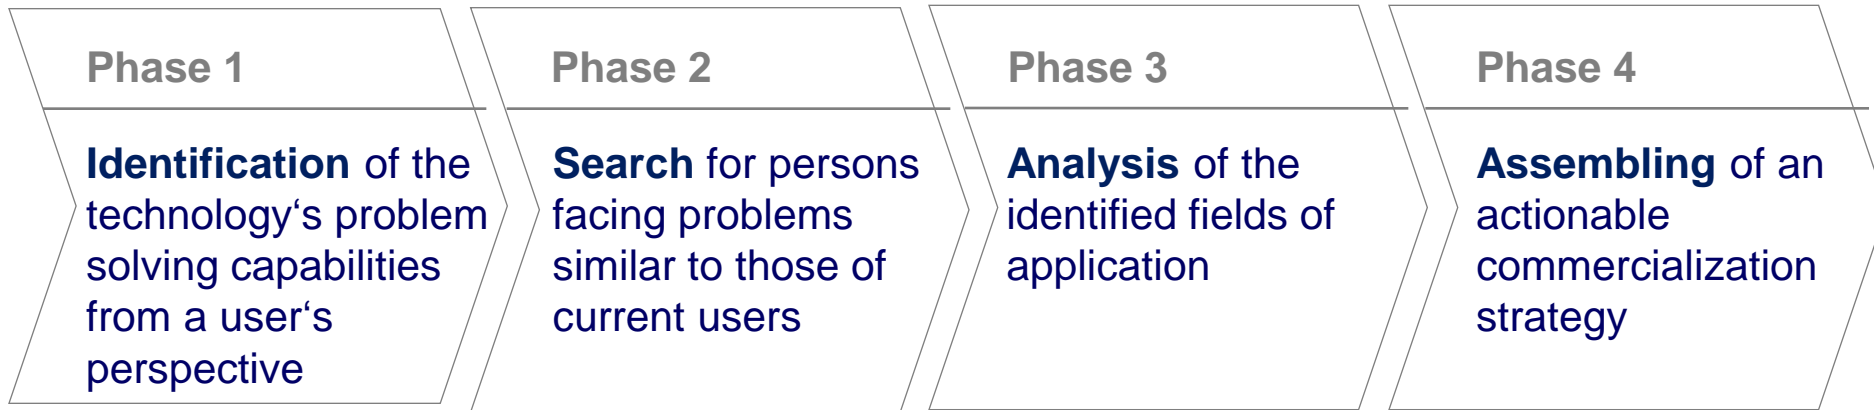 Phase 1
Identification of the
technology‘s problem
solving capabilities
from a user‘s
perspective
Phase 2
Search for persons
facing problems
similar to those of
current users
Phase 3
Analysis of the
identified fields of
application
Phase 4
Assembling of an
actionable
commercialization
strategy